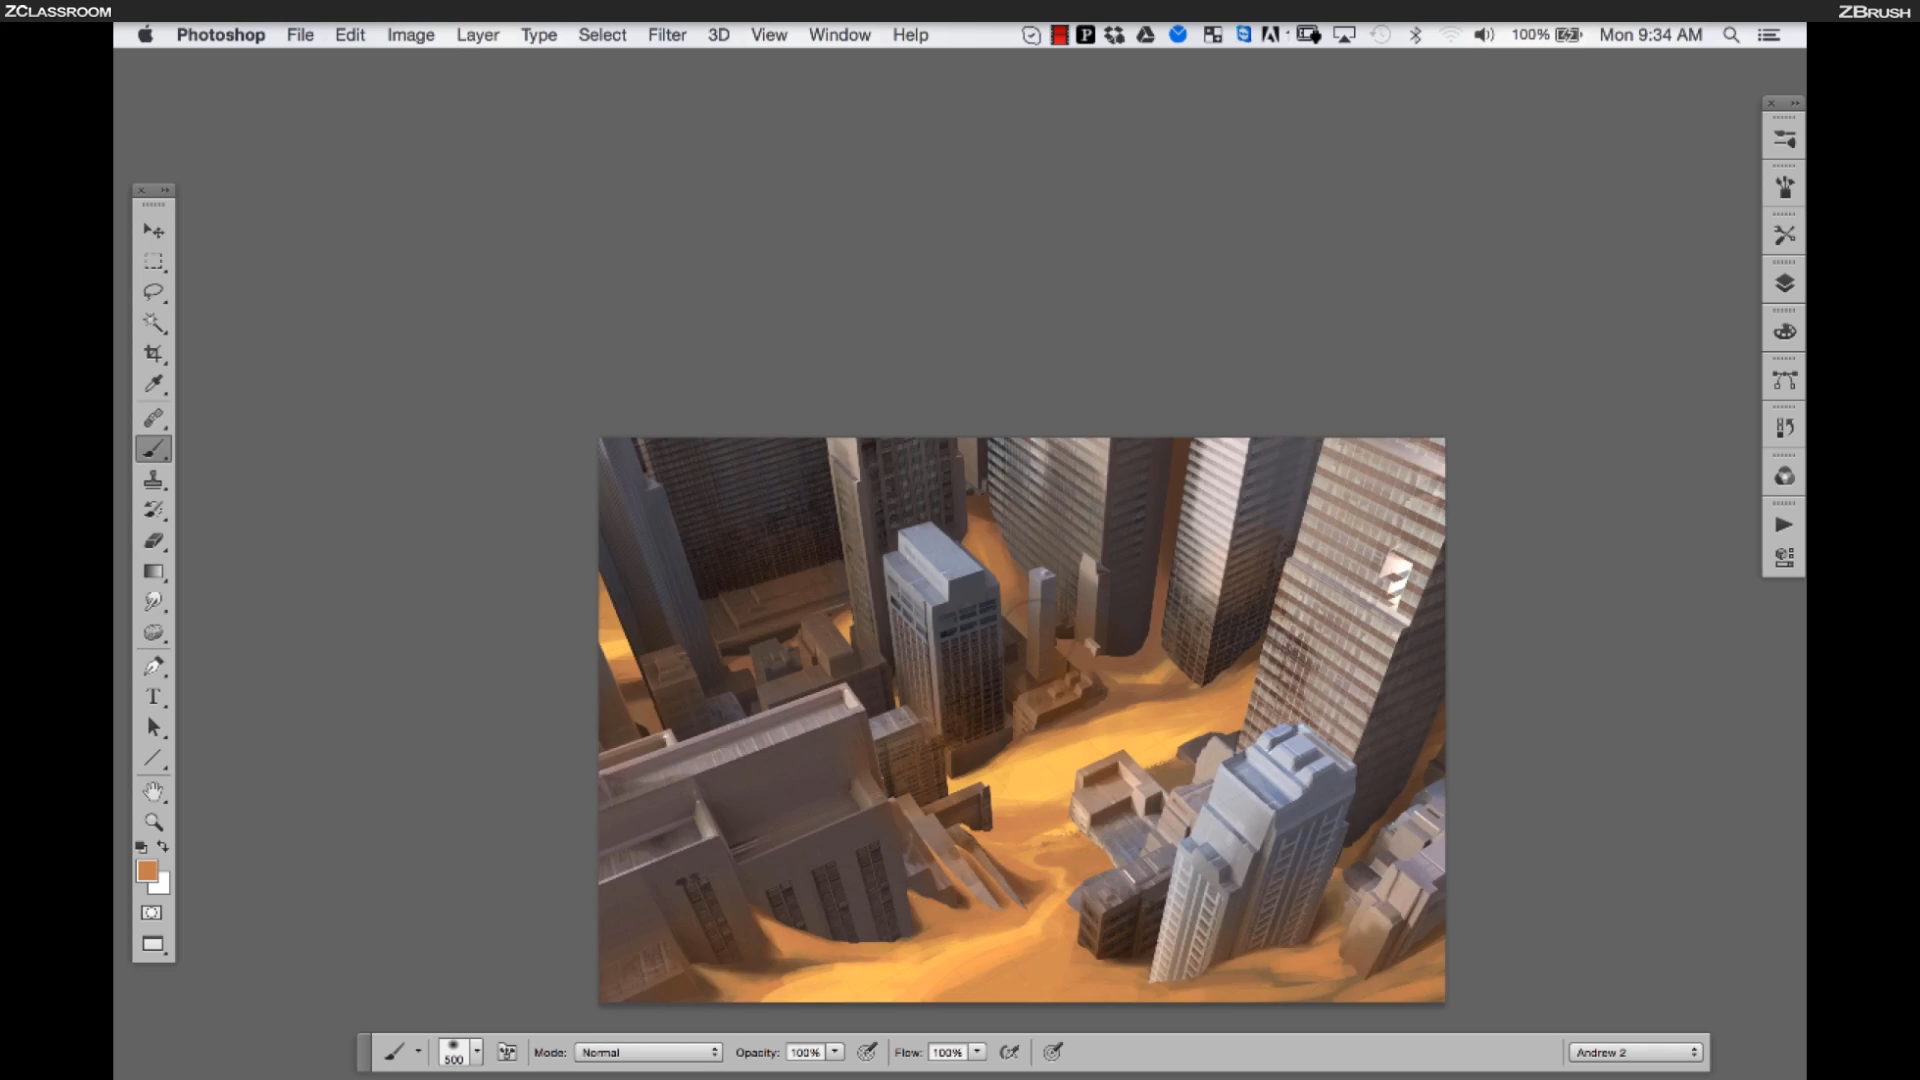 ZCLASSROOM
ZBRUSH
Photoshop File Edit Image Layer Type Select Filter 3D View Window Help 100% Mon 9:34 AM
T
500 Mode: Normal Opacity: 100% Flow: 100% Andrew 2